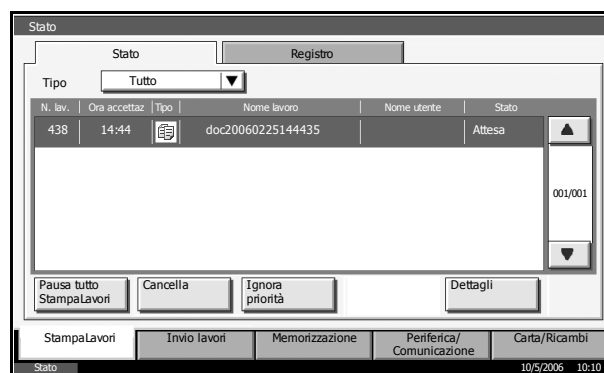 Stato
Stato Registro
Tipo Tutto
N. lav. Ora accettaz Tipo Nome lavoro Nome utente Stato
438 14:44 doc20060225144435 Attesa
001/001
Pausa tutto
StampaLavori
Cancella
Ignora
priorità
Dettagli
StampaLavori Invio lavori Memorizzazione Periferica/
Comunicazione
Carta/Ricambi
Stato 10/5/2006 10:10